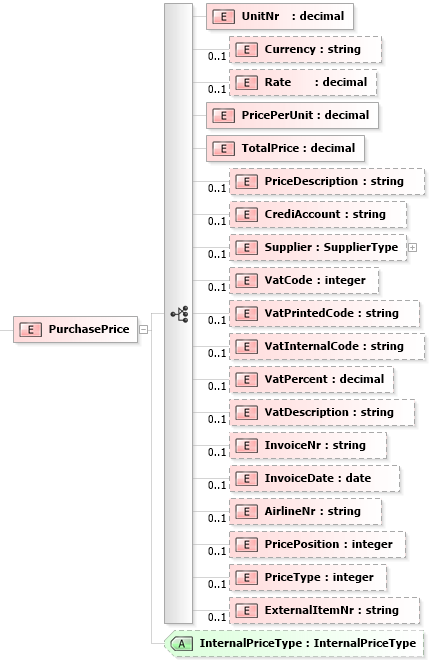 E UnitNr : decimal
E Currency : string
0..1
E Rate : decimal
0..1
E PricePerUnit : decimal
E TotalPrice : decimal
E PriceDescription : string
0..1
E CrediAccount : string
0..1
E Supplier : SupplierType
0..1
E VatCode : integer
0..1
E VatPrintedCode : string
0..1
E PurchasePrice
E VatInternalCode : string
0..1
E VatPercent : decimal
0..1
E VatDescription : string
0..1
E InvoiceNr : string
0..1
E InvoiceDate : date
0..1
E AirlineNr : string
0..1
E PricePosition : integer
0..1
E PriceType : integer
0..1
E ExternalItemNr : string
0..1
A InternalPriceType : InternalPriceType